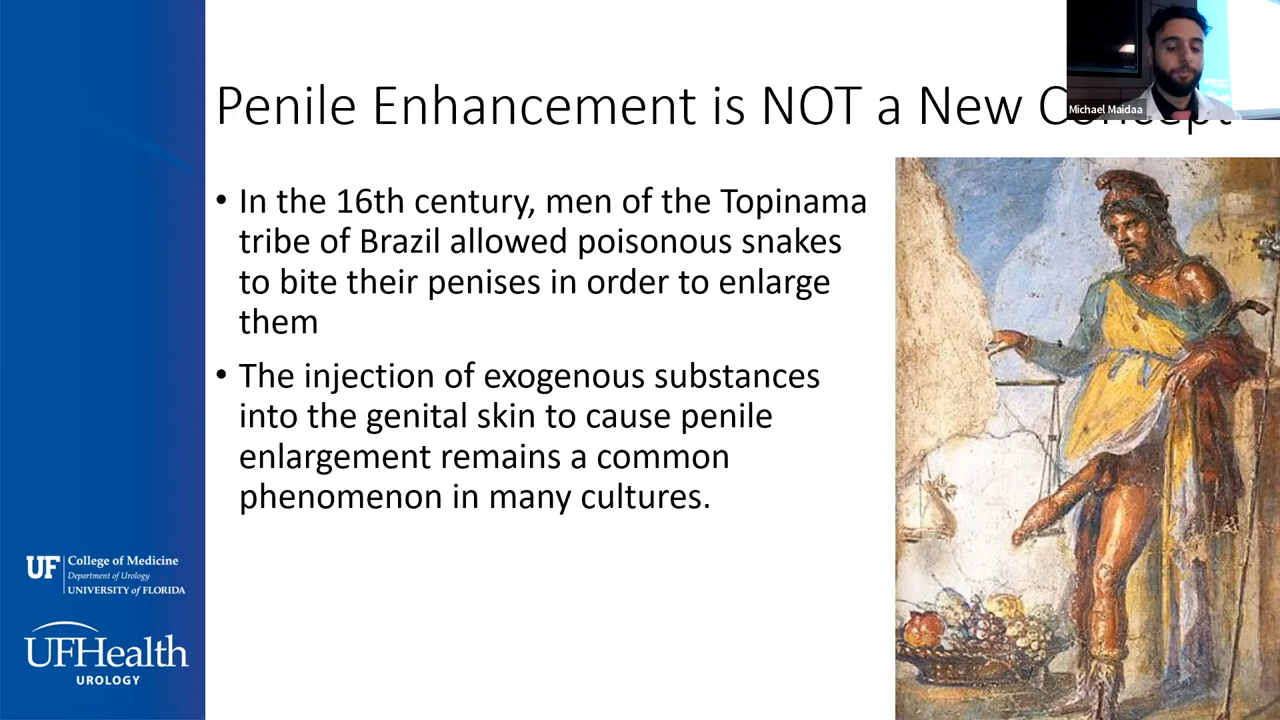 Penile Enhancement is NOT a New Concept
Michael Maidaa
• In the 16th century, men of the Topinama
tribe of Brazil allowed poisonous snakes
to bite their penises in order to enlarge
them
• The injection of exogenous substances
into the genital skin to cause penile
enlargement remains a common
phenomenon in many cultures.
UF
College of Medicine
Department of Urology
UNIVERSITY of FLORIDA
UFHealth
UROLOGY